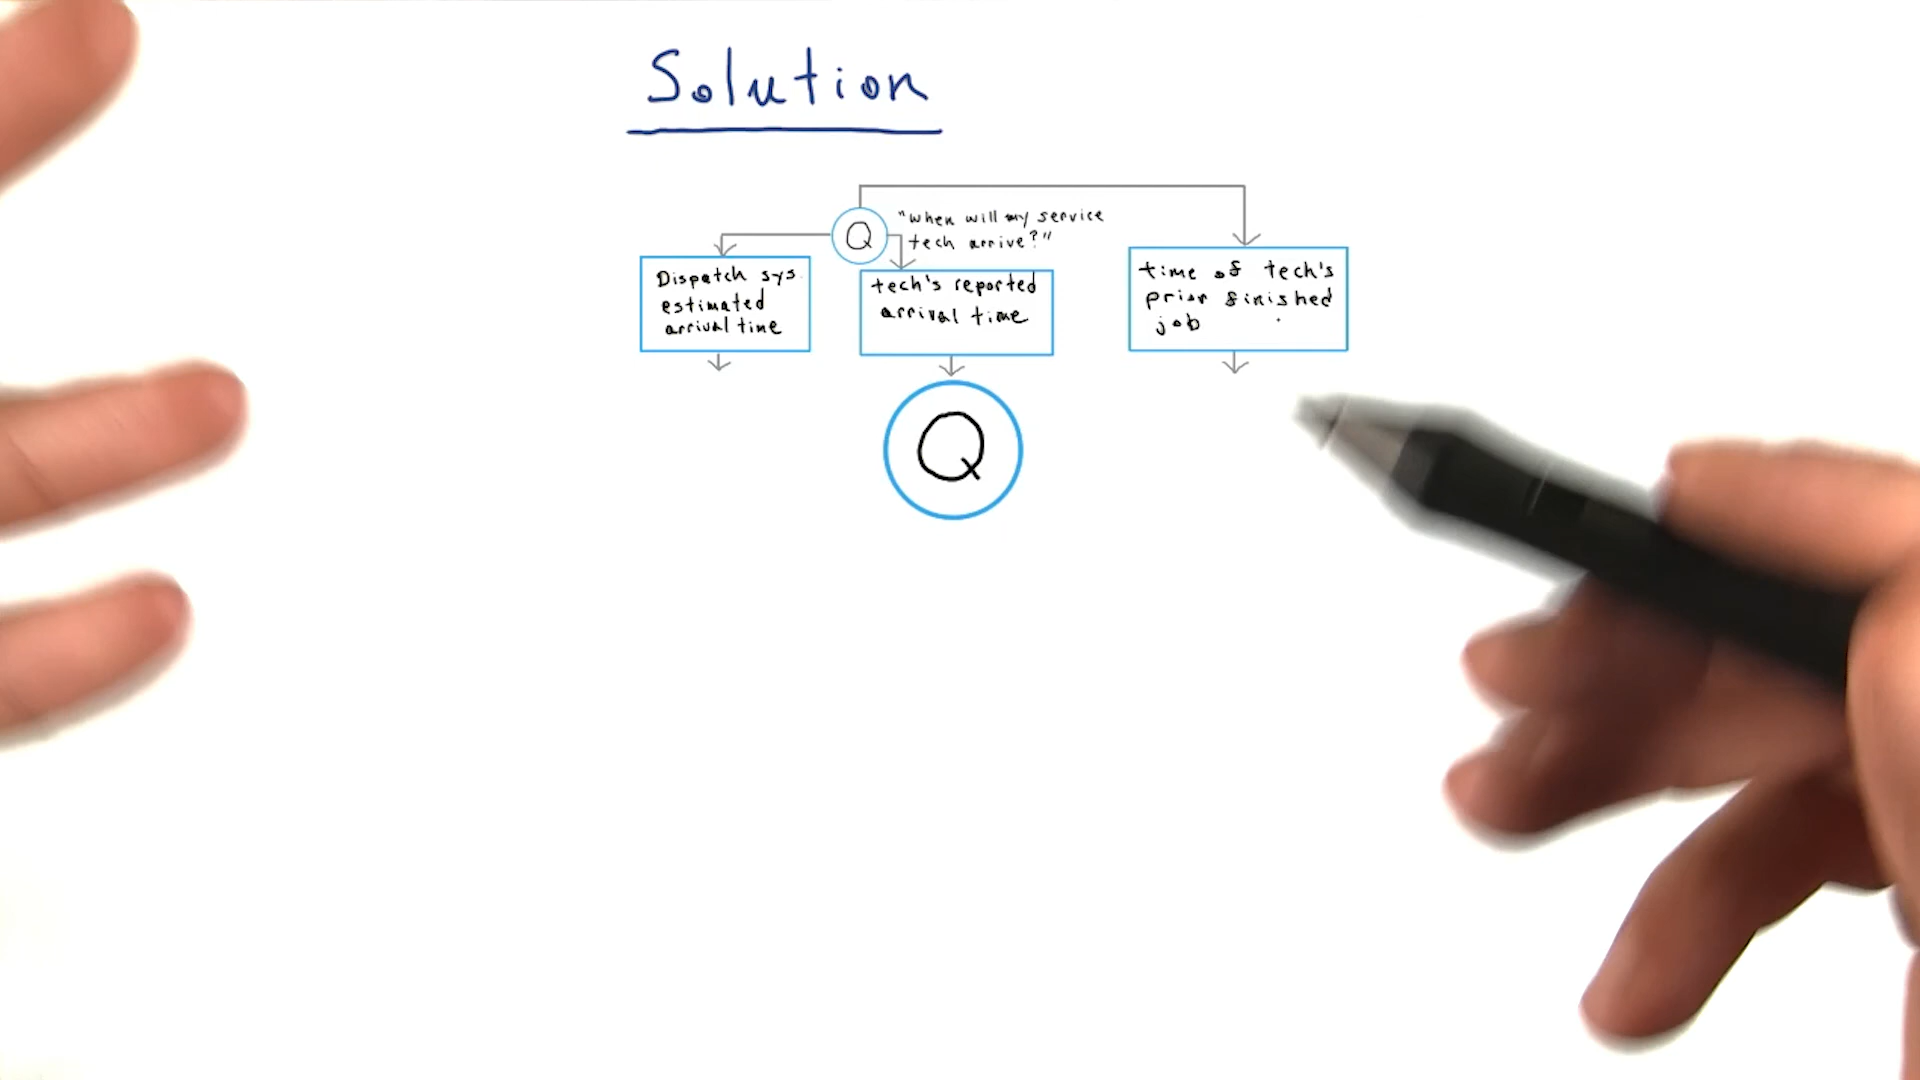 Solution
Q
"When will my service
tech arrive?"
Dispatch sys.
estimated
arrival time
tech's reported
arrival time
time of tech's
prior finished
job
Q